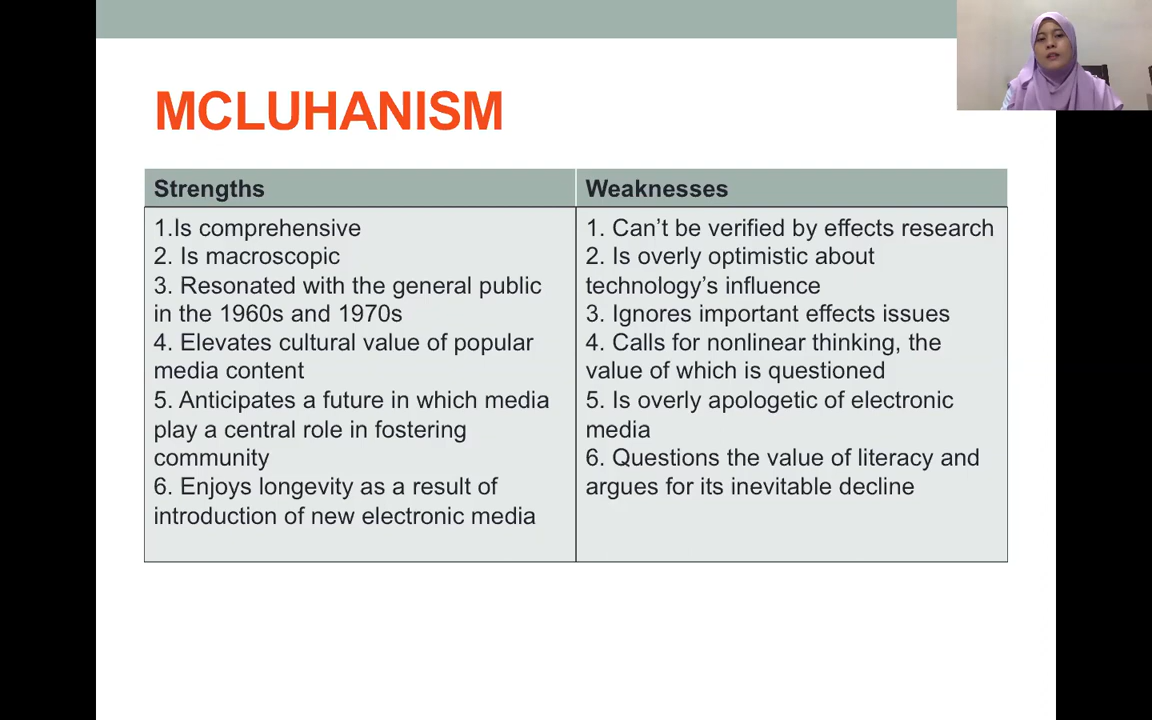 MCLUHANISM
Strengths
1.Is comprehensive
2. Is macroscopic
3. Resonated with the general public
in the 1960s and 1970s
4. Elevates cultural value of popular
media content
5. Anticipates a future in which media
play a central role in fostering
community
6. Enjoys longevity as a result of
introduction of new electronic media
Weaknesses
1. Can’t be verified by effects research
2. Is overly optimistic about
technology’s influence
3. Ignores important effects issues
4. Calls for nonlinear thinking, the
value of which is questioned
5. Is overly apologetic of electronic
media
6. Questions the value of literacy and
argues for its inevitable decline